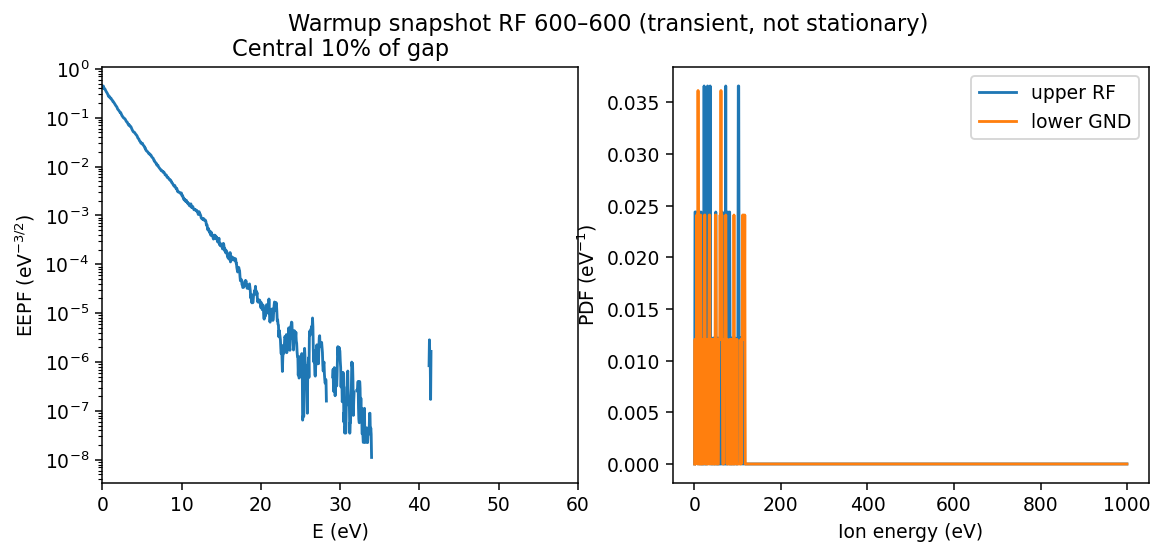 Warmup snapshot RF 600–600 (transient, not stationary)
Central 10% of gap
EEPF (eV⁻³ᐟ²)
10⁰
10⁻¹
10⁻²
10⁻³
10⁻⁴
10⁻⁵
10⁻⁶
10⁻⁷
10⁻⁸
0 10 20 30 40 50 60
E (eV)
PDF (eV⁻¹)
0.035
0.030
0.025
0.020
0.015
0.010
0.005
0.000
0 200 400 600 800 1000
Ion energy (eV)
upper RF
lower GND